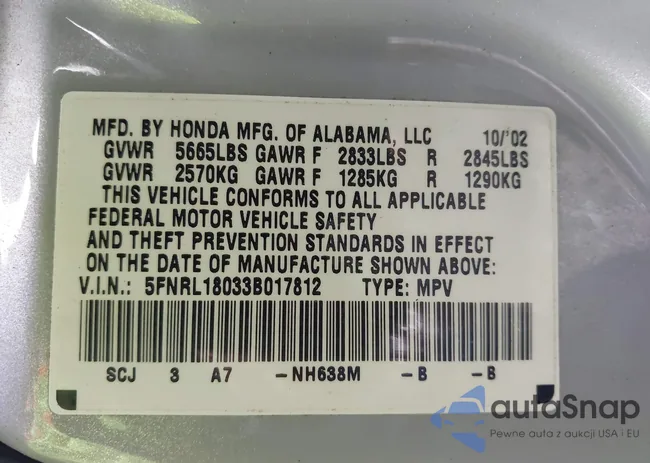 MFD. BY HONDA MFG. OF ALABAMA, LLC 10/'02
GVWR 5665LBS GAWR F 2833LBS R 2845LBS
GVWR 2570KG GAWR F 1285KG R 1290KG
THIS VEHICLE CONFORMS TO ALL APPLICABLE
FEDERAL MOTOR VEHICLE SAFETY
AND THEFT PREVENTION STANDARDS IN EFFECT
ON THE DATE OF MANUFACTURE SHOWN ABOVE:
V.I.N.: 5FNRL18033B017812 TYPE: MPV
SCJ 3 A7 -NH638M -B -B
autaSnap
Pewne auta z aukcji USA i EU